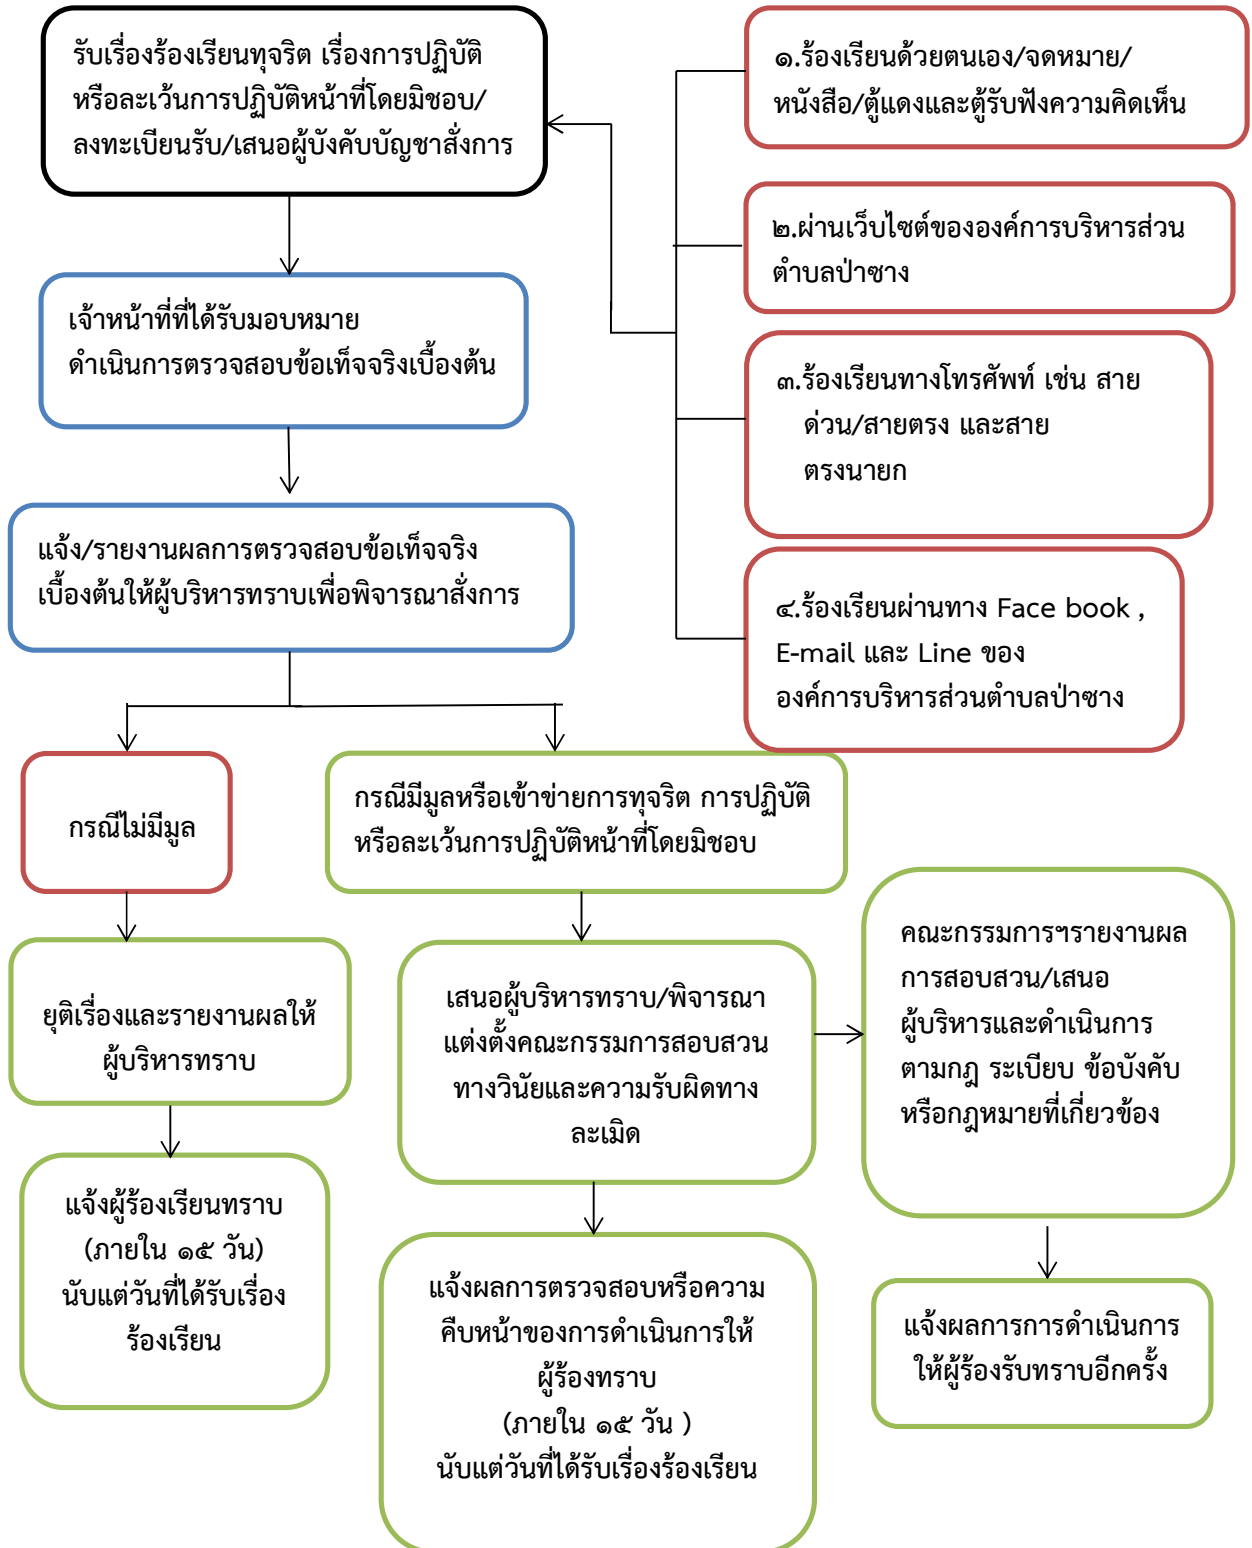 รับเรื่องร้องเรียนทุจริต เรื่องการปฏิบัติ
หรือละเว้นการปฏิบัติหน้าที่โดยมิชอบ/
ลงทะเบียนรับ/เสนอผู้บังคับบัญชาสั่งการ
๑.ร้องเรียนด้วยตนเอง/จดหมาย/
หนังสือ/ตู้แดงและตู้รับฟังความคิดเห็น
๒.ผ่านเว็บไซต์ขององค์การบริหารส่วน
ตำบลป่าซาง
เจ้าหน้าที่ที่ได้รับมอบหมาย
ดำเนินการตรวจสอบข้อเท็จจริงเบื้องต้น
๓.ร้องเรียนทางโทรศัพท์ เช่น สาย
ด่วน/สายตรง และสาย
ตรงนายก
แจ้ง/รายงานผลการตรวจสอบข้อเท็จจริง
เบื้องต้นให้ผู้บริหารทราบเพื่อพิจารณาสั่งการ
๔.ร้องเรียนผ่านทาง Face book ,
E-mail และ Line ของ
องค์การบริหารส่วนตำบลป่าซาง
กรณีไม่มีมูล
กรณีมีมูลหรือเข้าข่ายการทุจริต การปฏิบัติ
หรือละเว้นการปฏิบัติหน้าที่โดยมิชอบ
ยุติเรื่องและรายงานผลให้
ผู้บริหารทราบ
เสนอผู้บริหารทราบ/พิจารณา
แต่งตั้งคณะกรรมการสอบสวน
ทางวินัยและความรับผิดทาง
ละเมิด
คณะกรรมการฯรายงานผล
การสอบสวน/เสนอ
ผู้บริหารและดำเนินการ
ตามกฎ ระเบียบ ข้อบังคับ
หรือกฎหมายที่เกี่ยวข้อง
แจ้งผู้ร้องเรียนทราบ
(ภายใน ๑๕ วัน)
นับแต่วันที่ได้รับเรื่อง
ร้องเรียน
แจ้งผลการตรวจสอบหรือความ
คืบหน้าของการดำเนินการให้
ผู้ร้องทราบ
(ภายใน ๑๕ วัน )
นับแต่วันที่ได้รับเรื่องร้องเรียน
แจ้งผลการการดำเนินการ
ให้ผู้ร้องรับทราบอีกครั้ง